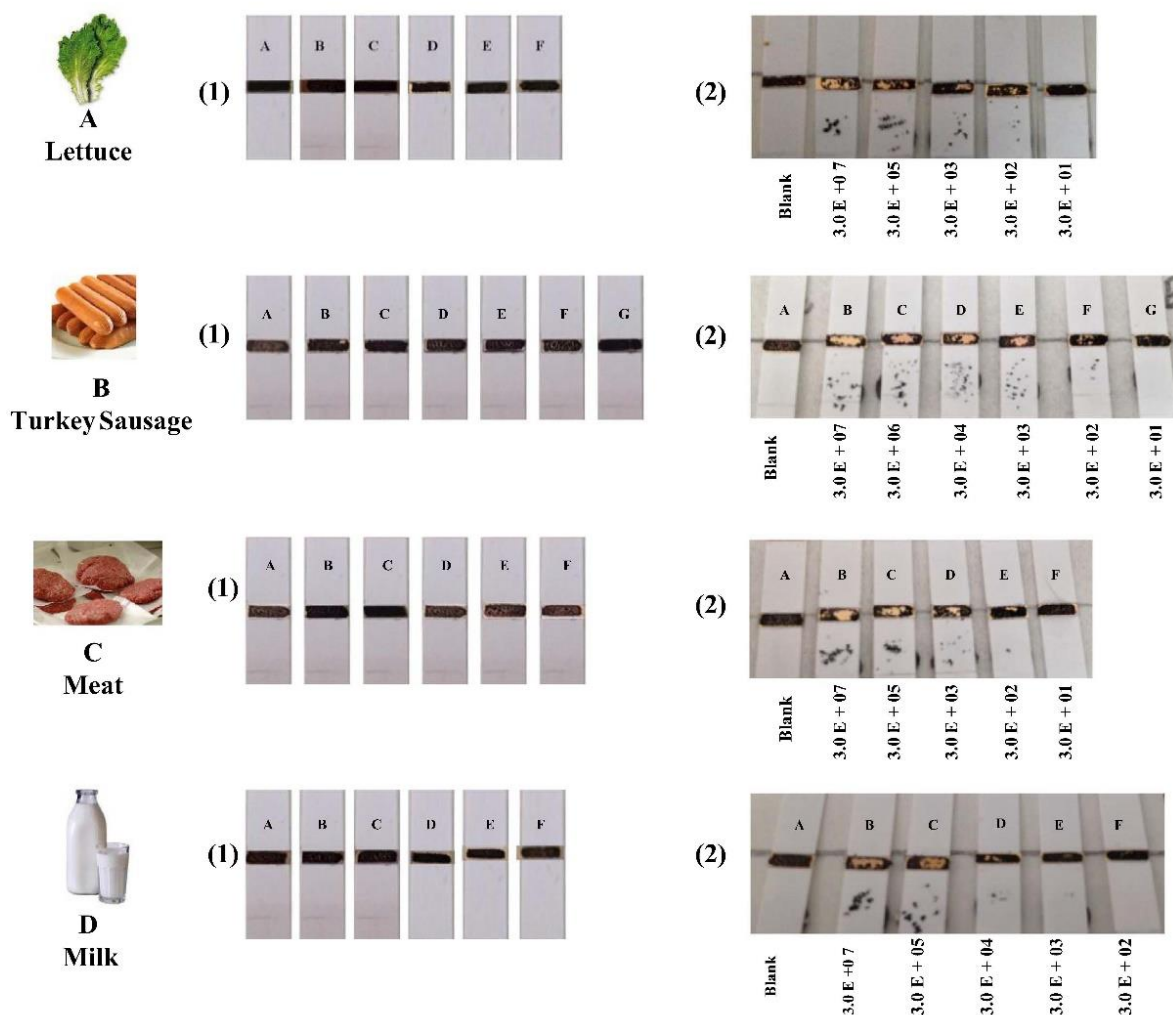 A
Lettuce
(1)
A B C D E F
(2)
Blank
3.0 E +0 7
3.0 E + 05
3.0 E + 03
3.0 E + 02
3.0 E + 01
B
Turkey Sausage
(1)
A B C D E F G
(2)
A B C D E F G
Blank
3.0 E + 07
3.0 E + 06
3.0 E + 04
3.0 E + 03
3.0 E + 02
3.0 E + 01
C
Meat
(1)
A B C D E F
(2)
A B C D E F
Blank
3.0 E + 07
3.0 E + 05
3.0 E + 03
3.0 E + 02
3.0 E + 01
D
Milk
(1)
A B C D E F
(2)
A B C D E F
Blank
3.0 E +0 7
3.0 E + 05
3.0 E + 04
3.0 E + 03
3.0 E + 02